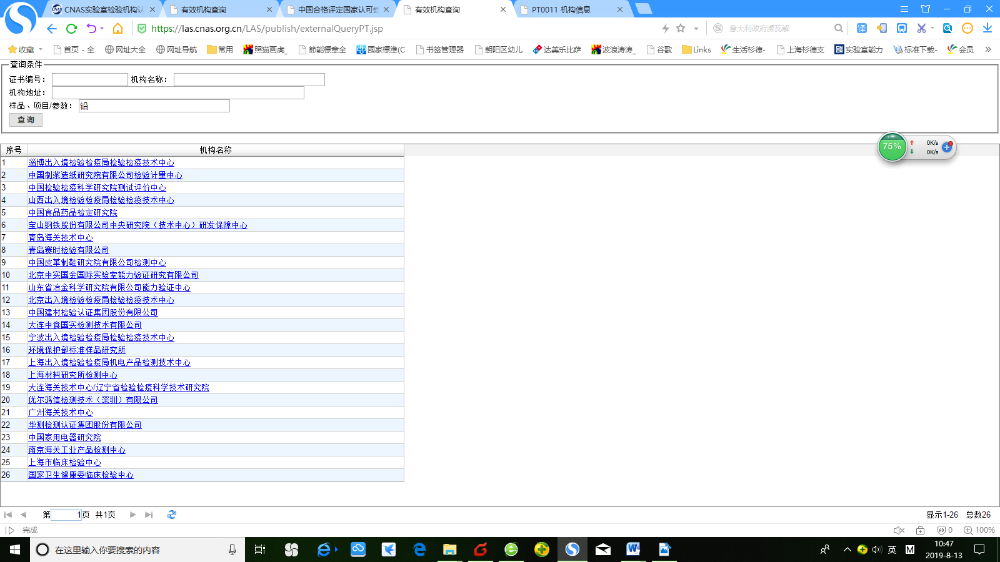 CNAS实验室检验机构认
有效机构查询
中国合格评定国家认可委
有效机构查询
PT0011 机构信息
https://las.cnas.org.cn/LAS/publish/externalQueryPT.jsp
意大利政府濒瓦解
收藏 首页 - 全 网址大全 网址导航 常用 照猫画虎_ 節能標章全 國家標準(C 书签管理器 朝阳区幼儿 达美乐比萨 波浪涛涛_ 谷歌 Links 生活杉德- 上海杉德支 实验室能力 标准下载- 会员 »
查询条件
证书编号： 机构名称：
机构地址：
样品、项目/参数： 铅
查 询
75% 0K/s
0K/s
序号 机构名称
1 淄博出入境检验检疫局检验检疫技术中心
2 中国制浆造纸研究院有限公司检验计量中心
3 中国检验检疫科学研究院测试评价中心
4 山西出入境检验检疫局检验检疫技术中心
5 中国食品药品检定研究院
6 宝山钢铁股份有限公司中央研究院（技术中心）研发保障中心
7 青岛海关技术中心
8 青岛赛时检验有限公司
9 中国皮革制鞋研究院有限公司检测中心
10 北京中实国金国际实验室能力验证研究有限公司
11 山东省冶金科学研究院有限公司能力验证中心
12 北京出入境检验检疫局检验检疫技术中心
13 中国建材检验认证集团股份有限公司
14 大连中食国实检测技术有限公司
15 宁波出入境检验检疫局检验检疫技术中心
16 环境保护部标准样品研究所
17 上海出入境检验检疫局机电产品检测技术中心
18 上海材料研究所检测中心
19 大连海关技术中心/辽宁省检验检疫科学技术研究院
20 优尔鸿信检测技术（深圳）有限公司
21 广州海关技术中心
22 华测检测认证集团股份有限公司
23 中国家用电器研究院
24 南京海关工业产品检测中心
25 上海市临床检验中心
26 国家卫生健康委临床检验中心
第 1页 共1页 显示1-26 总数26
完成 0 100%
在这里输入你要搜索的内容 英 M 10:47
2019-8-13